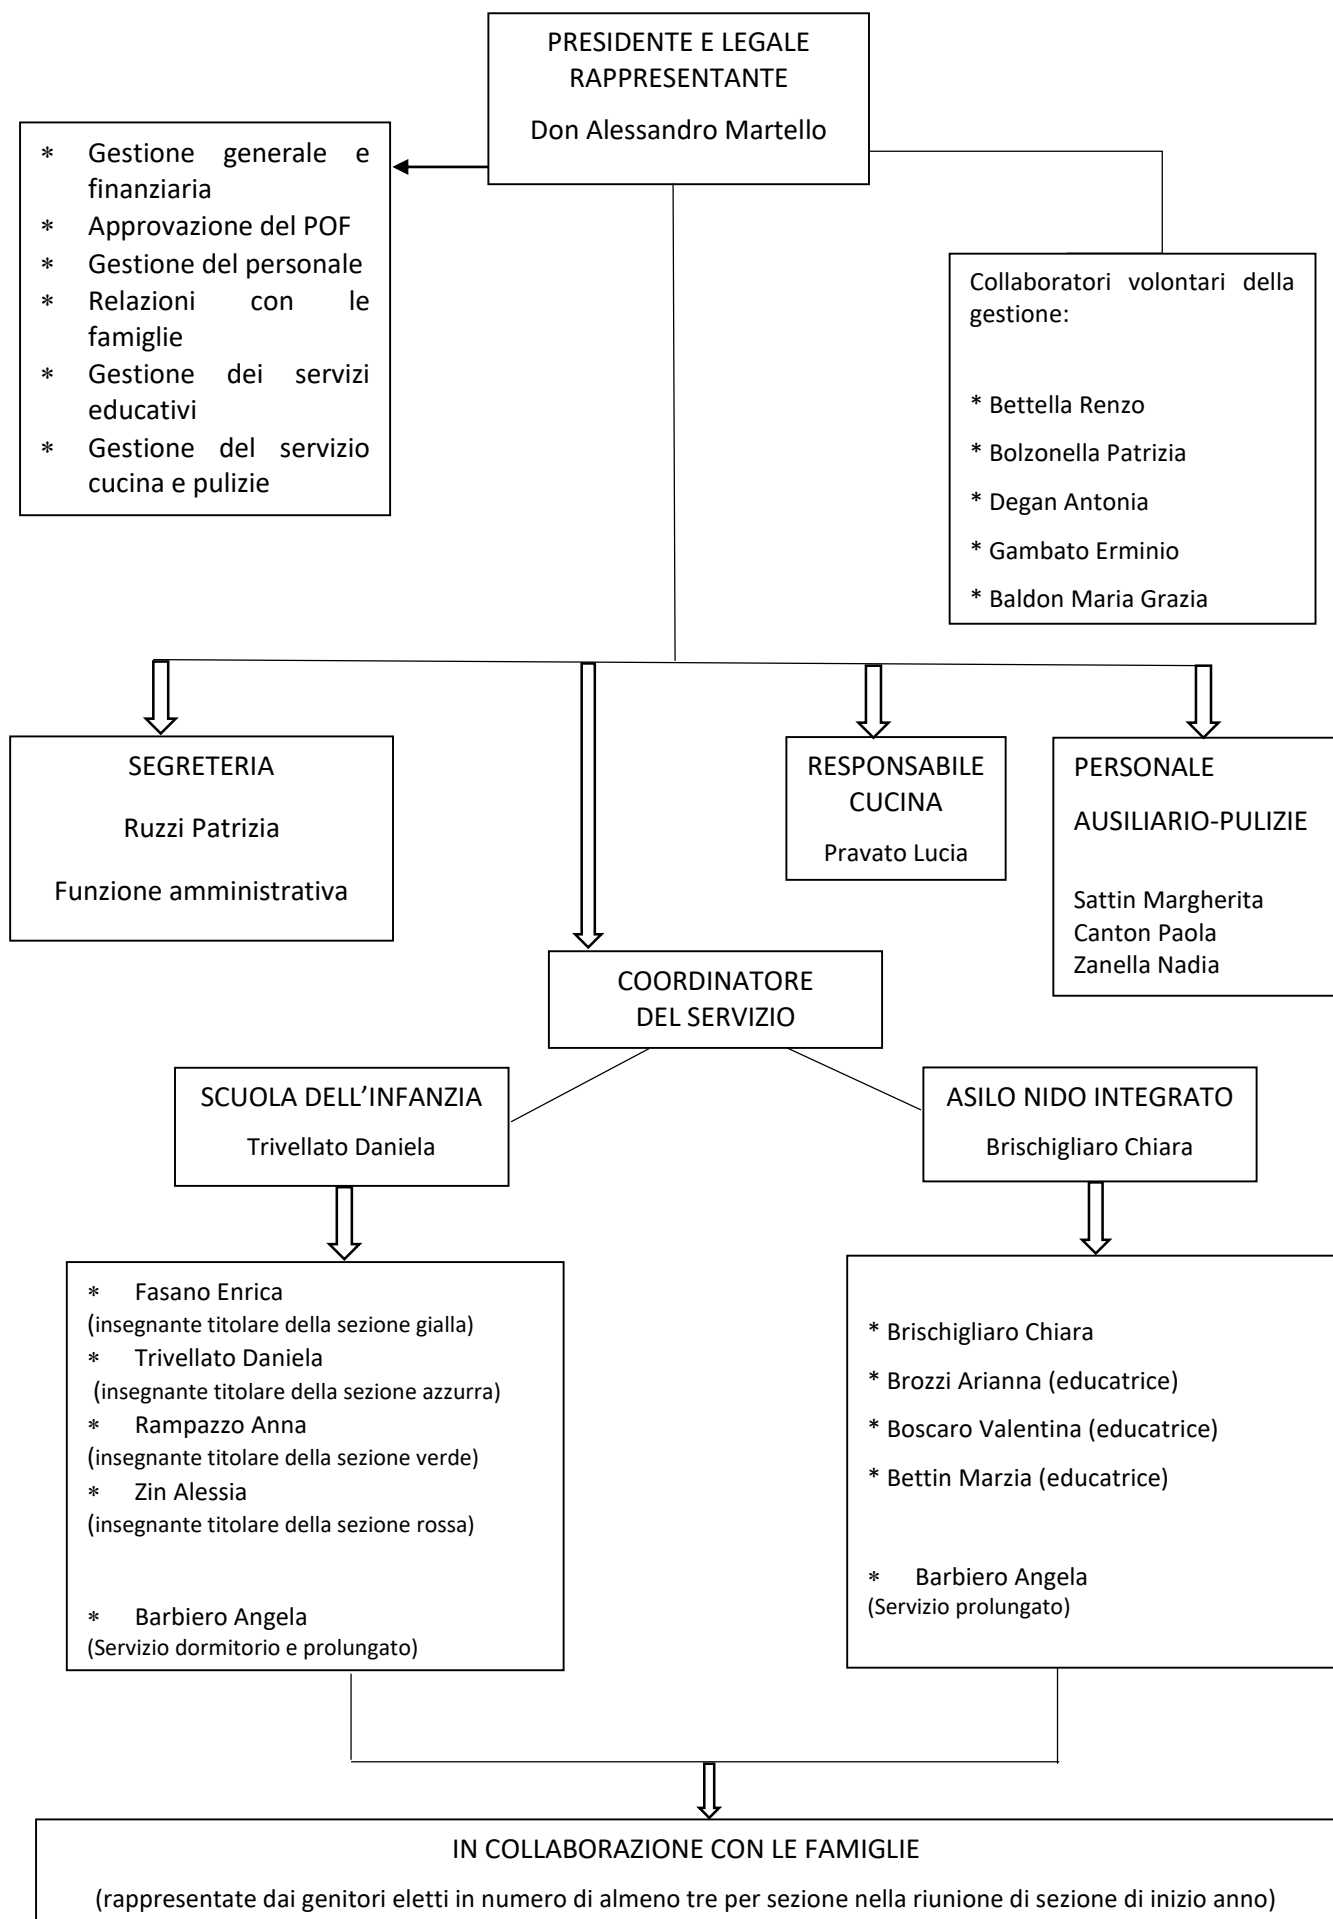 PRESIDENTE E LEGALE
RAPPRESENTANTE
Don Alessandro Martello
* Gestione generale e
finanziaria
* Approvazione del POF
* Gestione del personale
* Relazioni con le
famiglie
* Gestione dei servizi
educativi
* Gestione del servizio
cucina e pulizie
Collaboratori volontari della
gestione:
* Bettella Renzo
* Bolzonella Patrizia
* Degan Antonia
* Gambato Erminio
* Baldon Maria Grazia
SEGRETERIA
Ruzzi Patrizia
Funzione amministrativa
RESPONSABILE
CUCINA
Pravato Lucia
PERSONALE
AUSILIARIO-PULIZIE
Sattin Margherita
Canton Paola
Zanella Nadia
COORDINATORE
DEL SERVIZIO
SCUOLA DELL’INFANZIA
Trivellato Daniela
ASILO NIDO INTEGRATO
Brischigliaro Chiara
* Fasano Enrica
(insegnante titolare della sezione gialla)
* Trivellato Daniela
(insegnante titolare della sezione azzurra)
* Rampazzo Anna
(insegnante titolare della sezione verde)
* Zin Alessia
(insegnante titolare della sezione rossa)
* Barbiero Angela
(Servizio dormitorio e prolungato)
* Brischigliaro Chiara
* Brozzi Arianna (educatrice)
* Boscaro Valentina (educatrice)
* Bettin Marzia (educatrice)
* Barbiero Angela
(Servizio prolungato)
IN COLLABORAZIONE CON LE FAMIGLIE
(rappresentate dai genitori eletti in numero di almeno tre per sezione nella riunione di sezione di inizio anno)